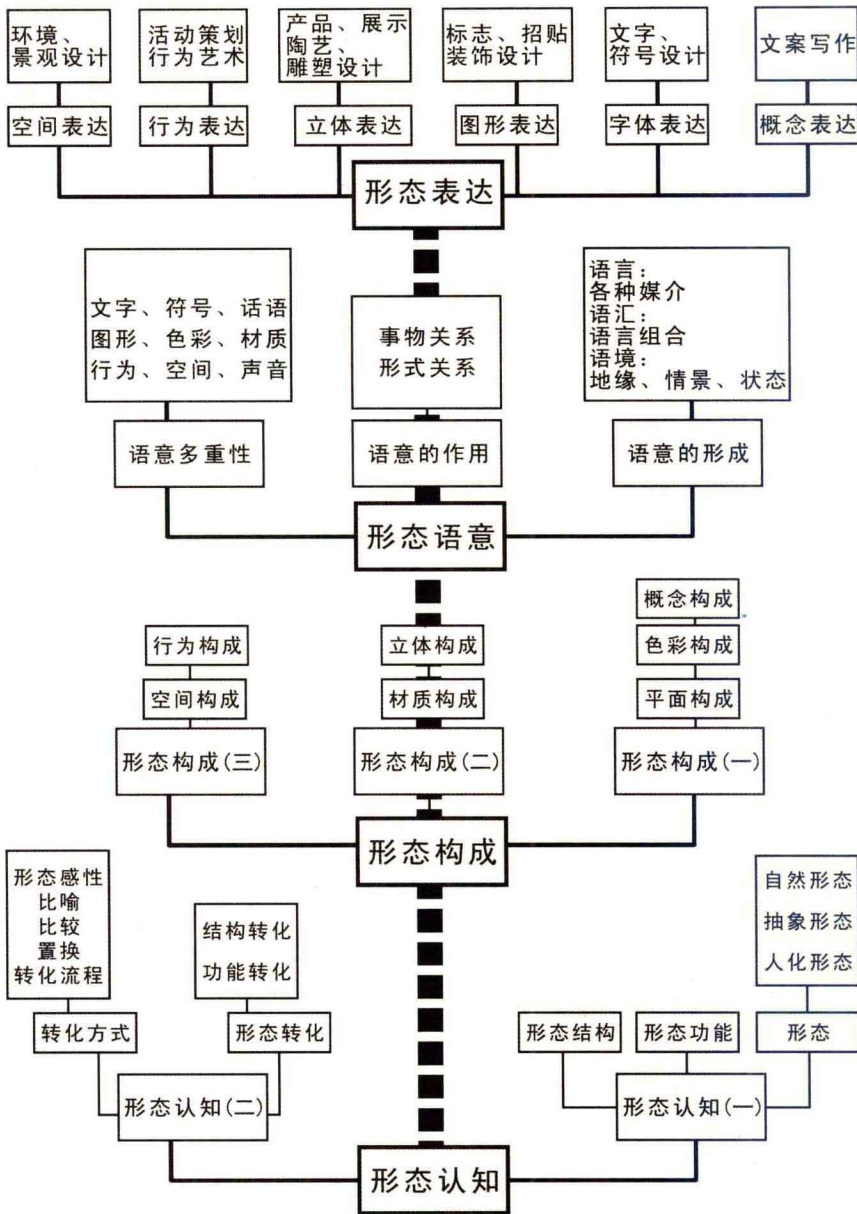 环境、
景观设计
活动策划
行为艺术
产品、展示
陶艺、
雕塑设计
标志、招贴
装饰设计
文字、
符号设计
文案写作
空间表达
行为表达
立体表达
图形表达
字体表达
概念表达
形态表达
文字、符号、话语
图形、色彩、材质
行为、空间、声音
事物关系
形式关系
语言：
各种媒介
语汇：
语言组合
语境：
地缘、情景、状态
语意多重性
语意的作用
语意的形成
形态语意
概念构成
行为构成
立体构成
色彩构成
空间构成
材质构成
平面构成
形态构成(三)
形态构成(二)
形态构成(一)
形态构成
形态感性
比喻
比较
置换
转化流程
结构转化
功能转化
自然形态
抽象形态
人化形态
转化方式
形态转化
形态结构
形态功能
形态
形态认知(二)
形态认知(一)
形态认知